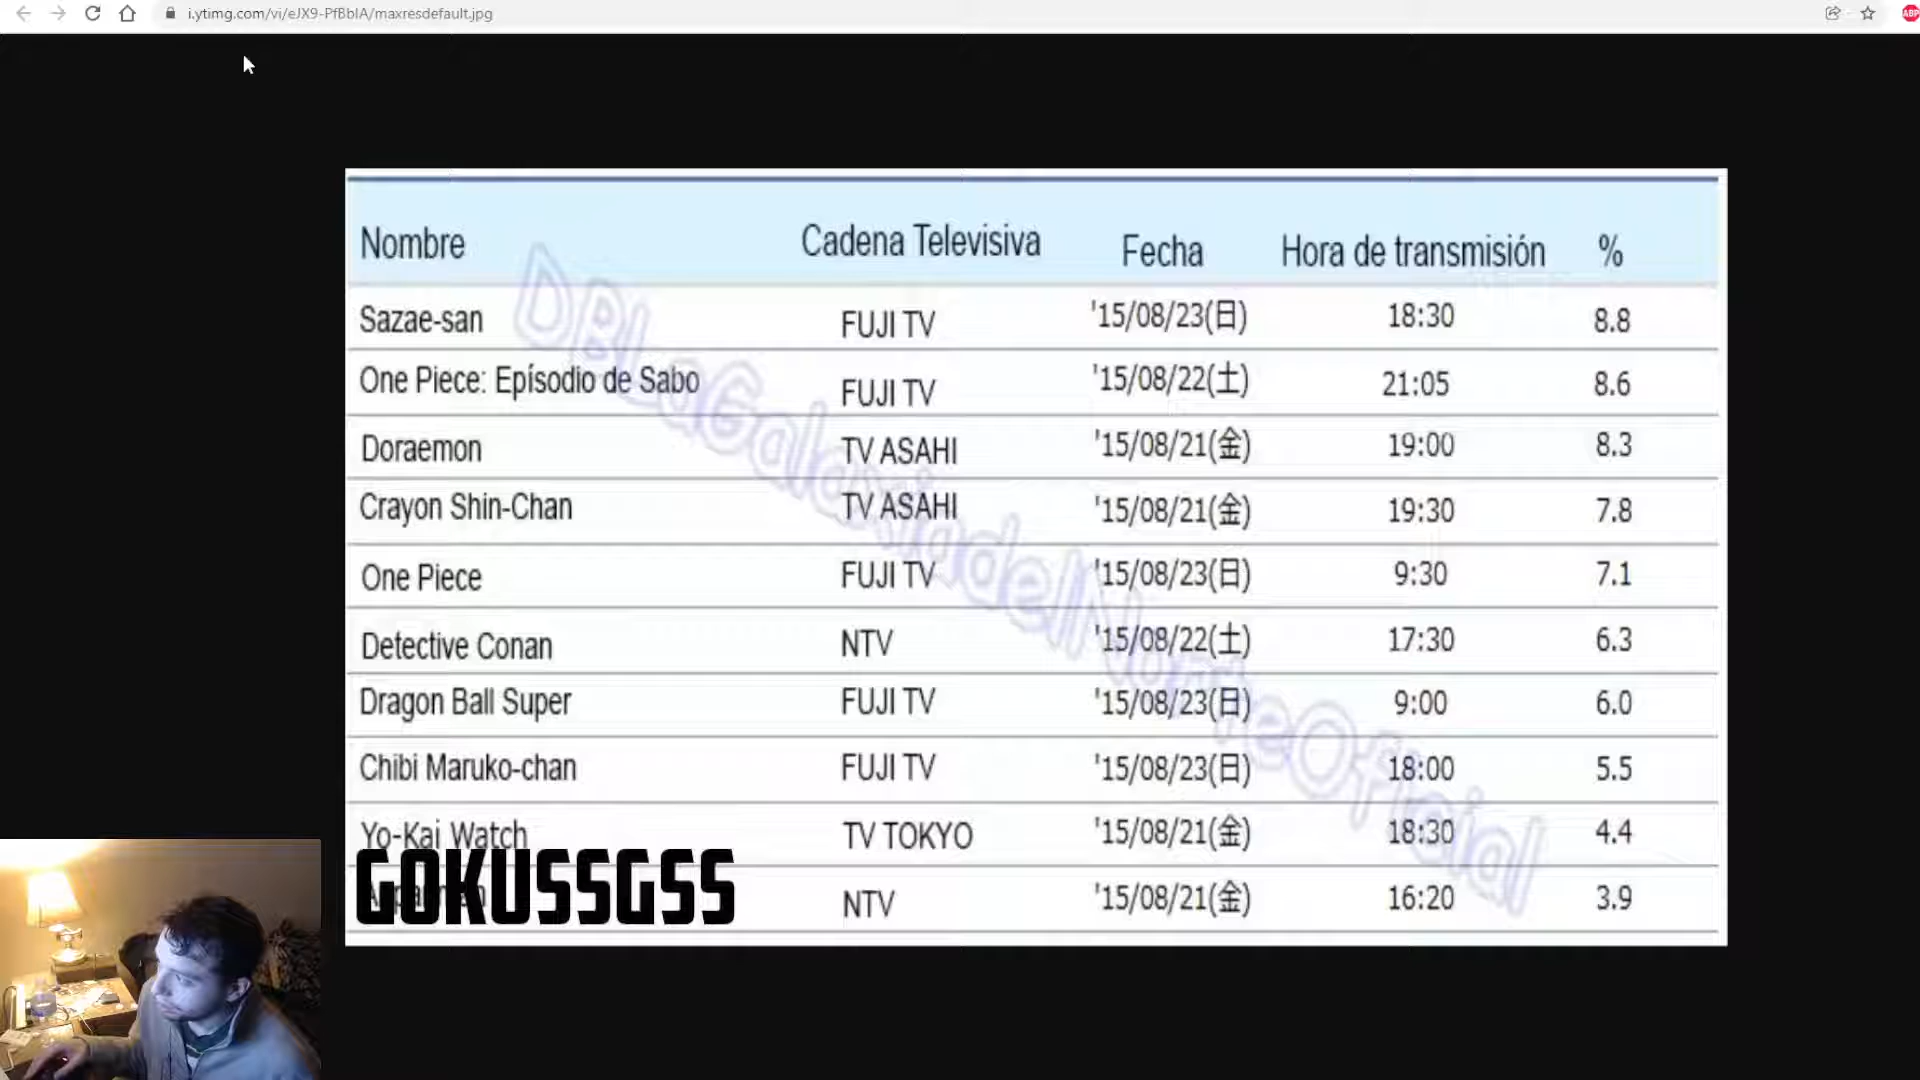 i.ytimg.com/vi/eJX9-PfBbIA/maxresdefault.jpg
ABP
Nombre Cadena Televisiva Fecha Hora de transmisión %
Sazae-san FUJI TV '15/08/23(日) 18:30 8.8
One Piece: Epísodio de Sabo FUJI TV '15/08/22(土) 21:05 8.6
Doraemon TV ASAHI '15/08/21(金) 19:00 8.3
Crayon Shin-Chan TV ASAHI '15/08/21(金) 19:30 7.8
One Piece FUJI TV '15/08/23(日) 9:30 7.1
Detective Conan NTV '15/08/22(土) 17:30 6.3
Dragon Ball Super FUJI TV '15/08/23(日) 9:00 6.0
Chibi Maruko-chan FUJI TV '15/08/23(日) 18:00 5.5
Yo-Kai Watch TV TOKYO '15/08/21(金) 18:30 4.4
NTV '15/08/21(金) 16:20 3.9
GOKUSSGSS
DBLaGalaxiadelNorteOficial